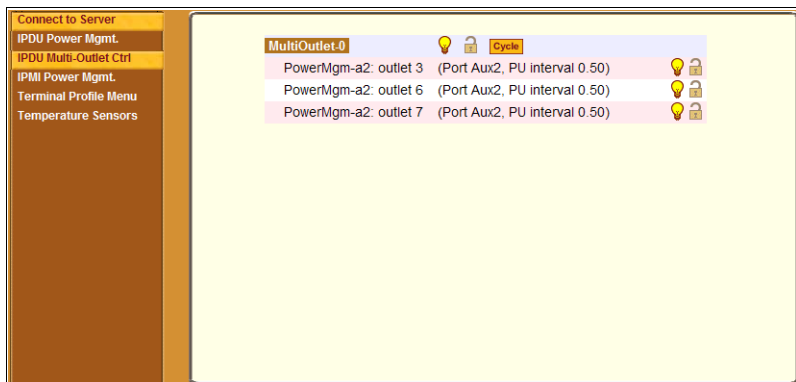 Connect to Server
IPDU Power Mgmt.
IPDU Multi-Outlet Ctrl
IPMI Power Mgmt.
Terminal Profile Menu
Temperature Sensors
MultiOutlet-0 Cycle
PowerMgm-a2: outlet 3 (Port Aux2, PU interval 0.50)
PowerMgm-a2: outlet 6 (Port Aux2, PU interval 0.50)
PowerMgm-a2: outlet 7 (Port Aux2, PU interval 0.50)